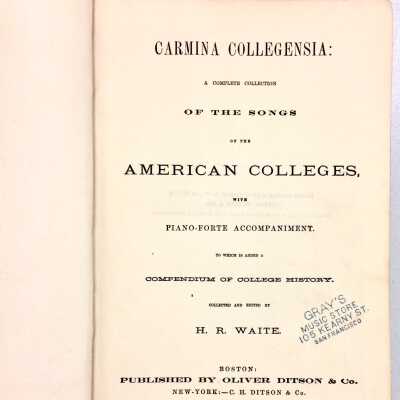 CARMINA COLLEGENSIA:
A COMPLETE COLLECTION
OF THE SONGS
OF THE
AMERICAN COLLEGES,
WITH
PIANO-FORTE ACCOMPANIMENT.
TO WHICH IS ADDED A
COMPENDIUM OF COLLEGE HISTORY.
COLLECTED AND EDITED BY
H. R. WAITE.
GRAY'S
MUSIC STORE
105 KEARNY ST.
SAN FRANCISCO
BOSTON:
PUBLISHED BY OLIVER DITSON & Co.
NEW-YORK:—C. H. DITSON & Co.